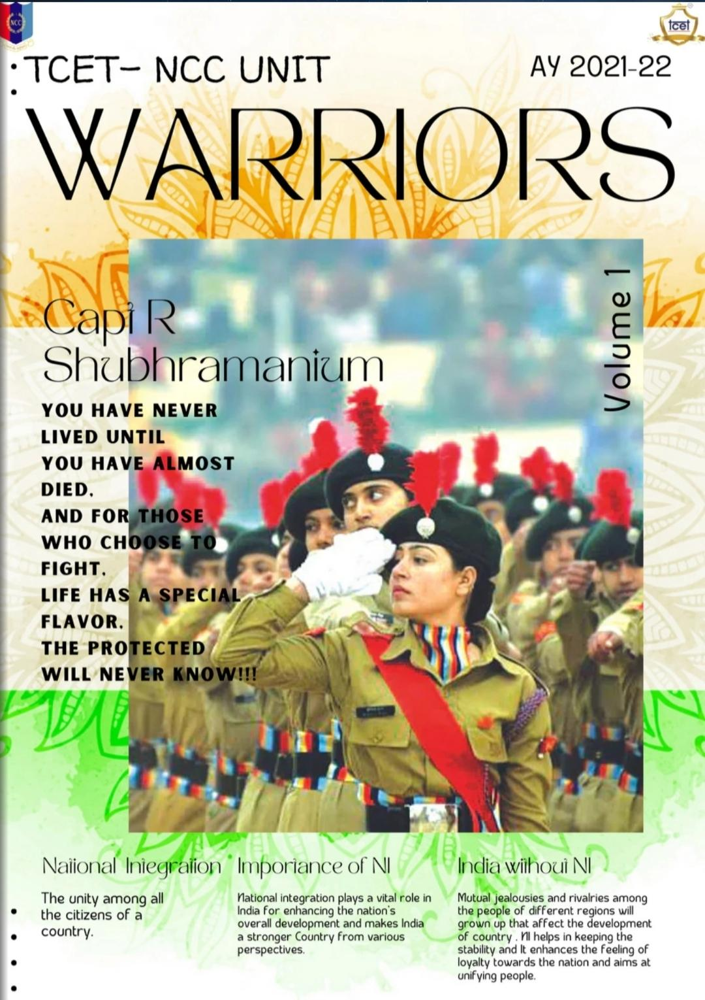 NCC
tcet
TCET- NCC UNIT
AY 2021-22
WARRIORS
Volume 1
Capt R
Shubhramanium
YOU HAVE NEVER
LIVED UNTIL
YOU HAVE ALMOST
DIED,
AND FOR THOSE
WHO CHOOSE TO
FIGHT,
LIFE HAS A SPECIAL
FLAVOR,
THE PROTECTED
WILL NEVER KNOW!!!
National Integration
The unity among all
the citizens of a
country.
Importance of NI
National integration plays a vital role in
India for enhancing the nation's
overall development and makes India
a stronger Country from various
perspectives.
India without NI
Mutual jealousies and rivalries among
the people of different regions will
grown up that affect the development
of country . NI helps in keeping the
stability and It enhances the feeling of
loyalty towards the nation and aims at
unifying people.